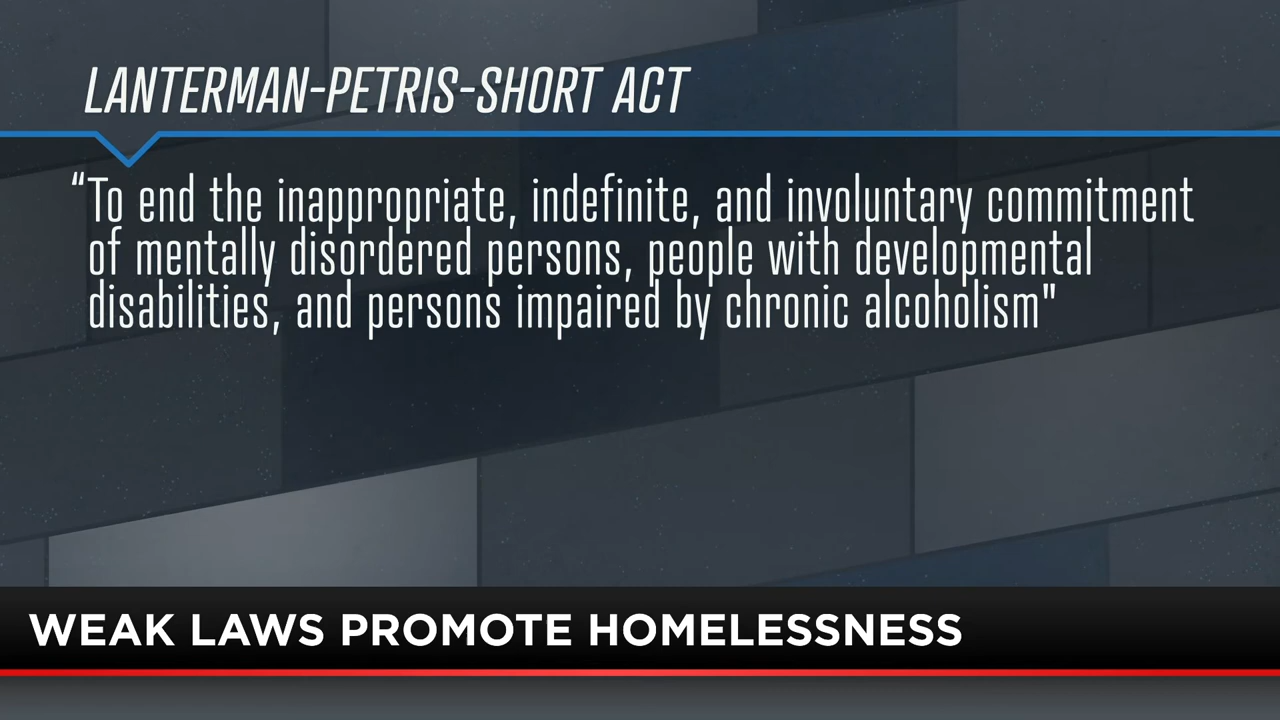 LANTERMAN-PETRIS-SHORT ACT
“To end the inappropriate, indefinite, and involuntary commitment
of mentally disordered persons, people with developmental
disabilities, and persons impaired by chronic alcoholism"
WEAK LAWS PROMOTE HOMELESSNESS